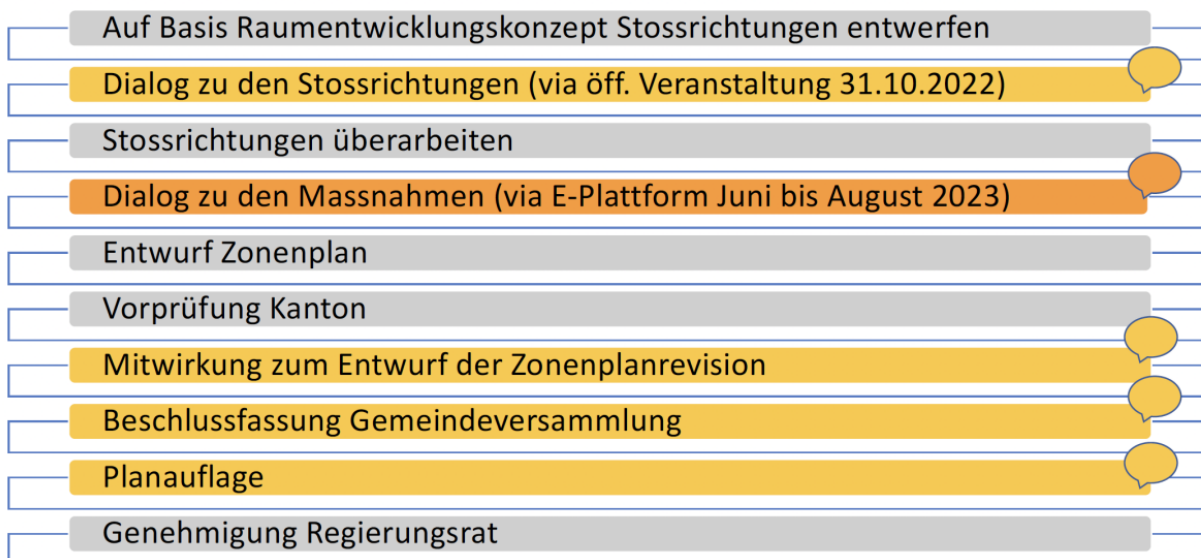 Auf Basis Raumentwicklungskonzept Stossrichtungen entwerfen
Dialog zu den Stossrichtungen (via öff. Veranstaltung 31.10.2022)
Stossrichtungen überarbeiten
Dialog zu den Massnahmen (via E-Plattform Juni bis August 2023)
Entwurf Zonenplan
Vorprüfung Kanton
Mitwirkung zum Entwurf der Zonenplanrevision
Beschlussfassung Gemeindeversammlung
Planauflage
Genehmigung Regierungsrat